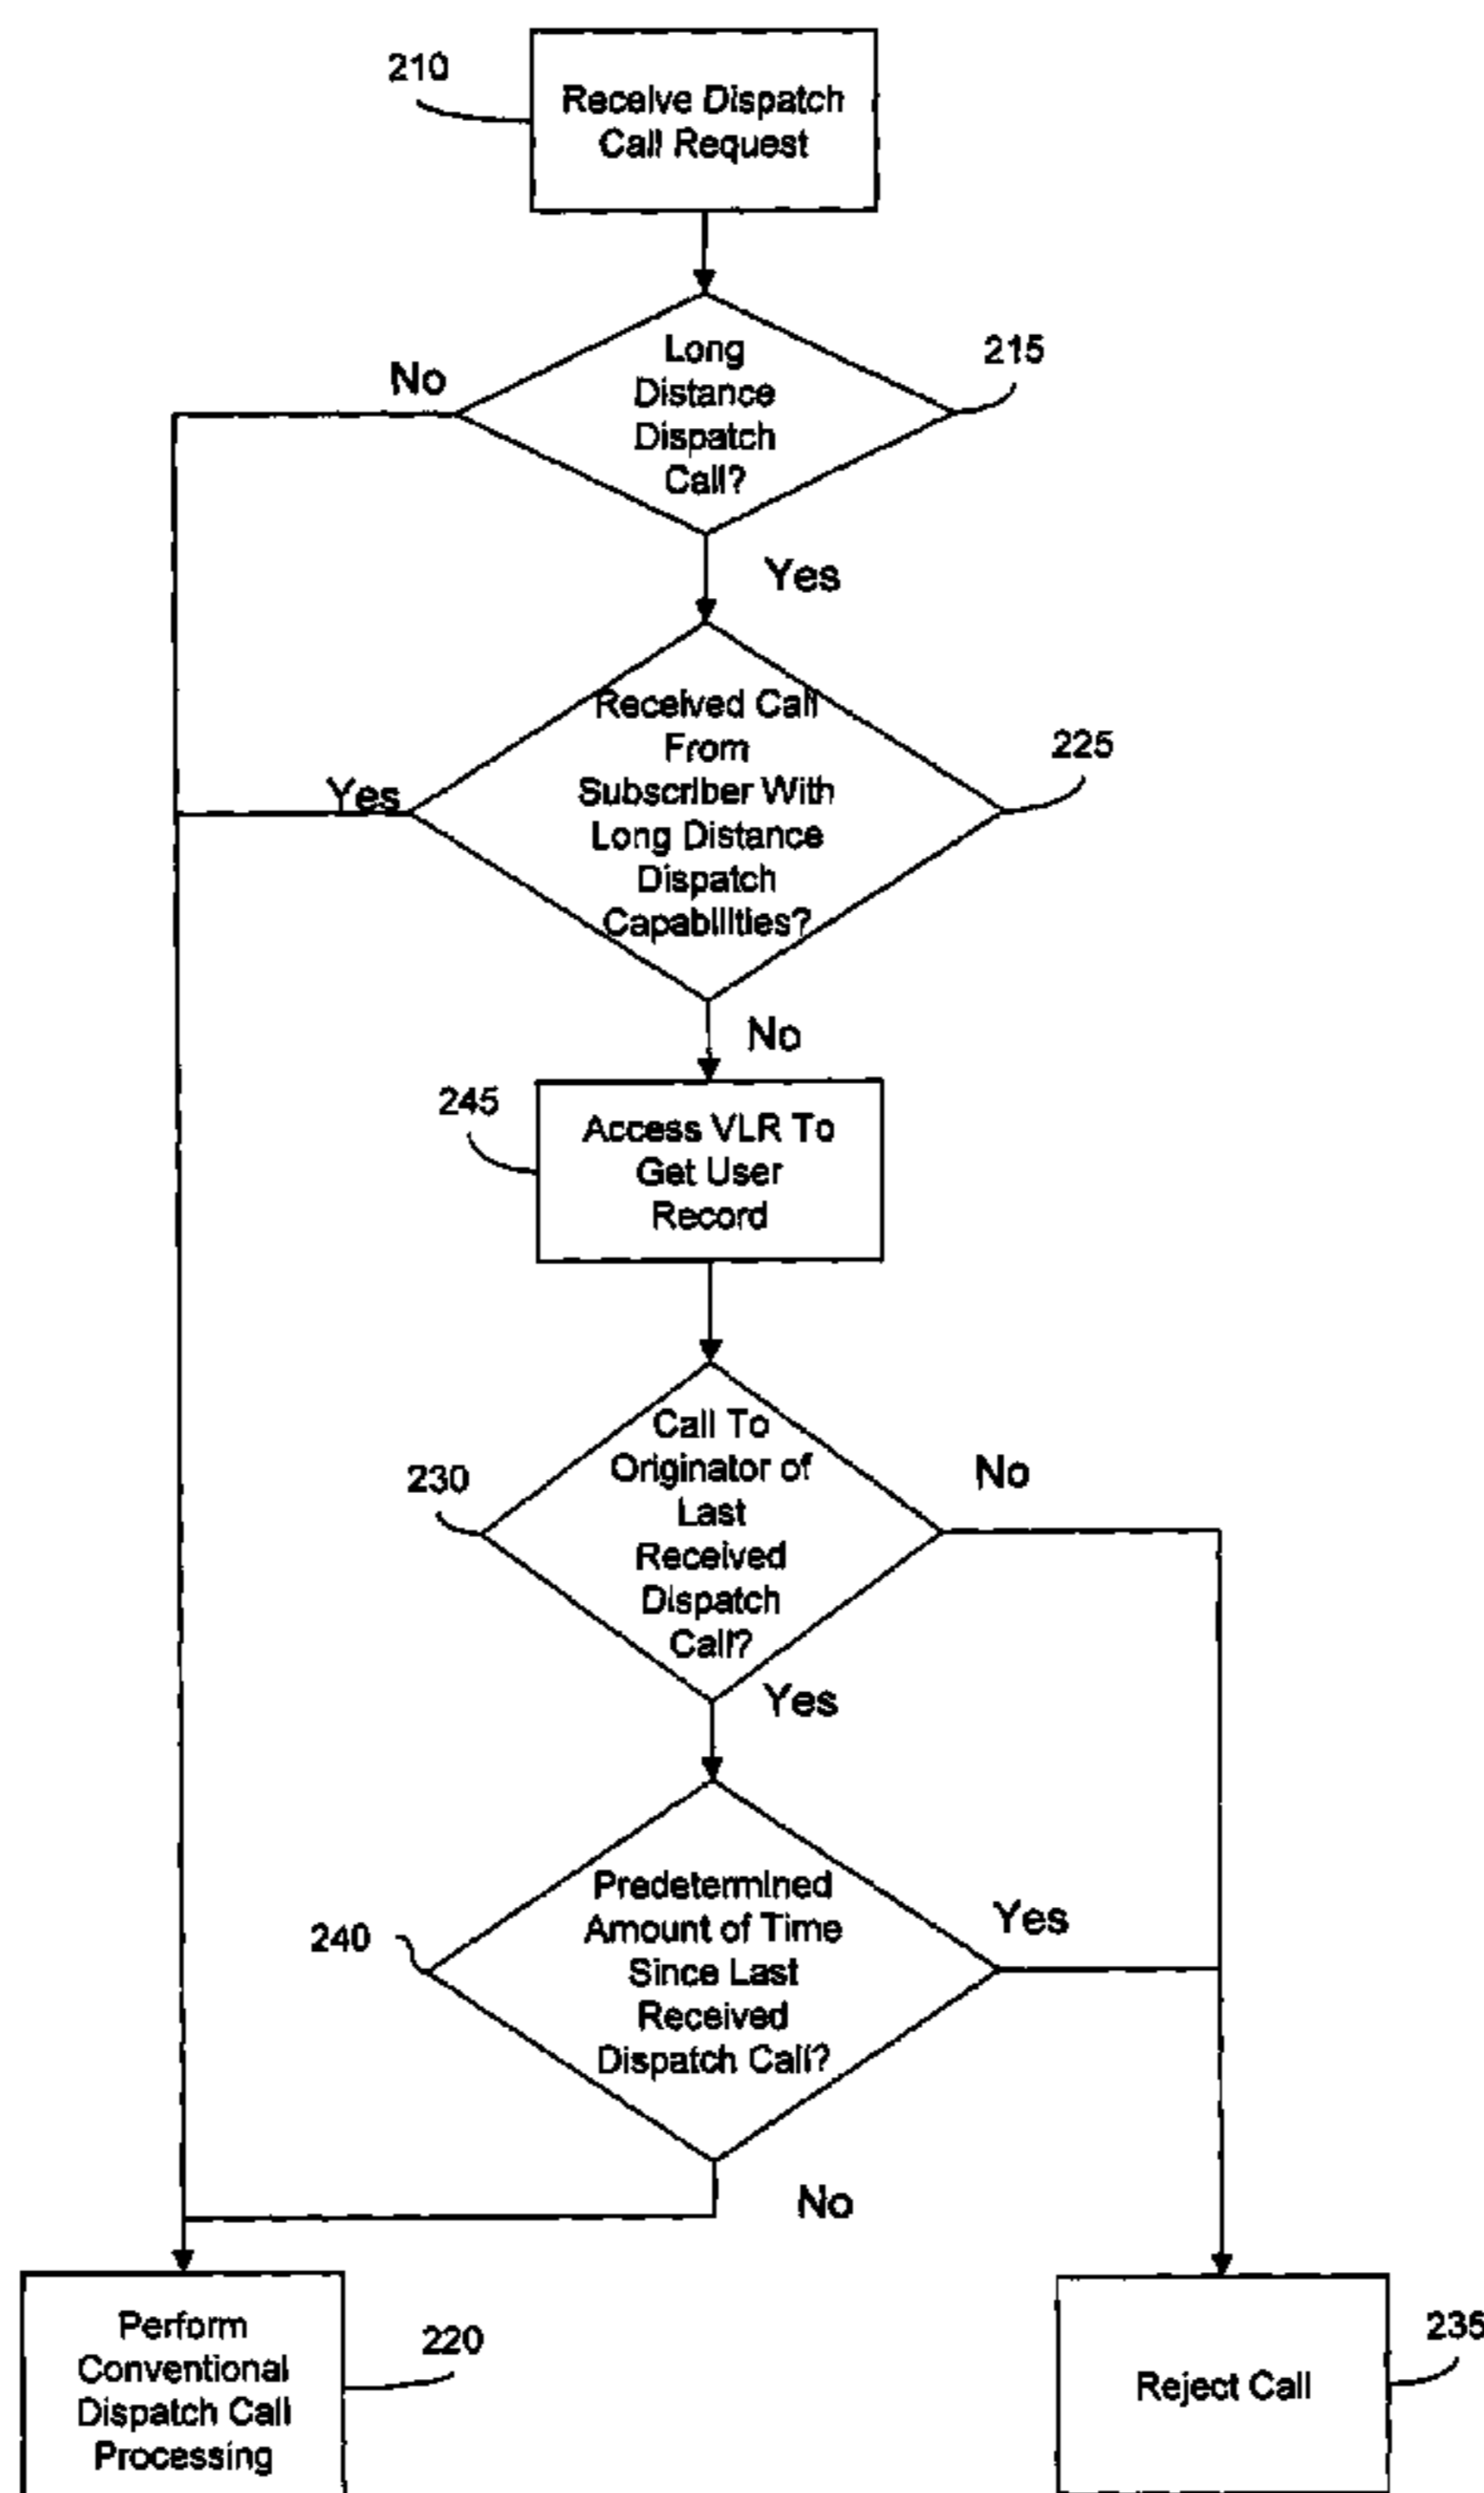 210
Receive Dispatch
Call Request
Long
Distance
Dispatch
Call?
215
No
Yes
Received Call
From
Subscriber With
Long Distance
Dispatch
Capabilities?
225
Yes
No
245
Access VLR To
Get User
Record
Call To
Originator of
Last
Received
Dispatch
Call?
230
No
Yes
Predetermined
Amount of Time
Since Last
Received
Dispatch Call?
240
Yes
No
Perform
Conventional
Dispatch Call
Processing
220
Reject Call
235